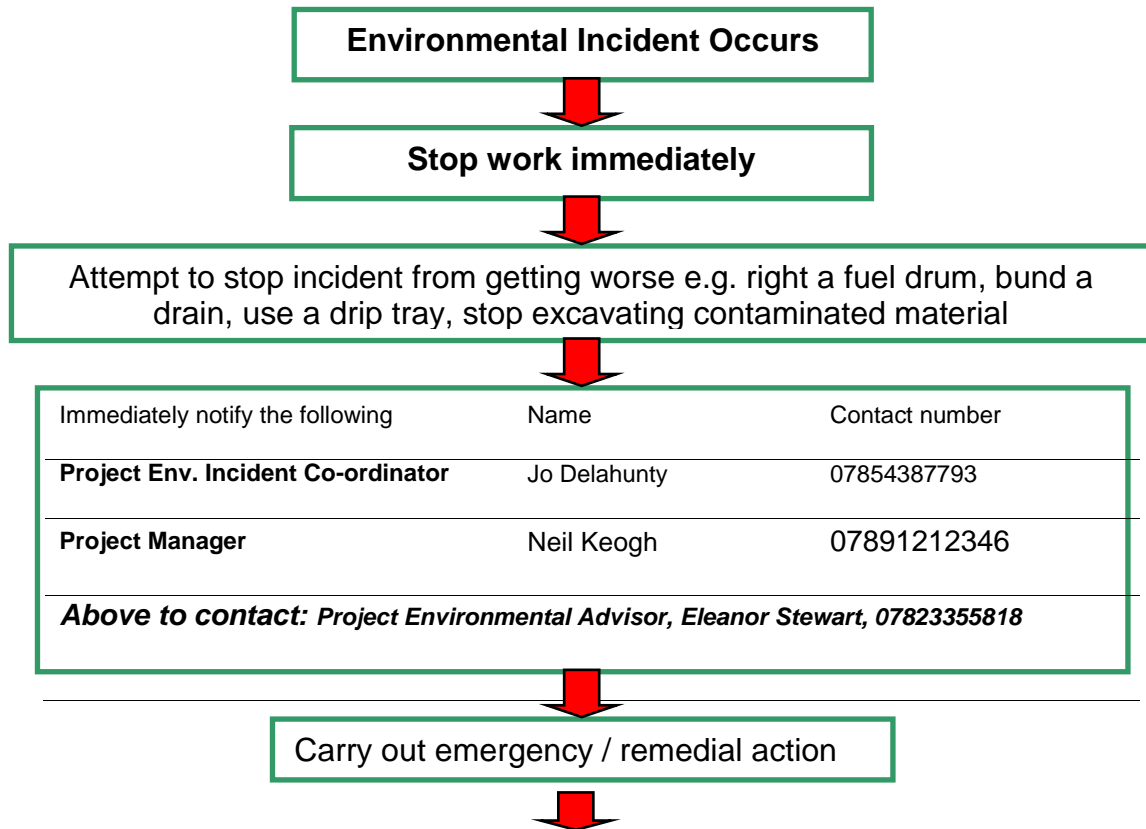 Environmental Incident Occurs
Stop work immediately
Attempt to stop incident from getting worse e.g. right a fuel drum, bund a
drain, use a drip tray, stop excavating contaminated material
Immediately notify the following Name Contact number
Project Env. Incident Co-ordinator Jo Delahunty 07854387793
Project Manager Neil Keogh 07891212346
Above to contact: Project Environmental Advisor, Eleanor Stewart, 07823355818
Carry out emergency / remedial action